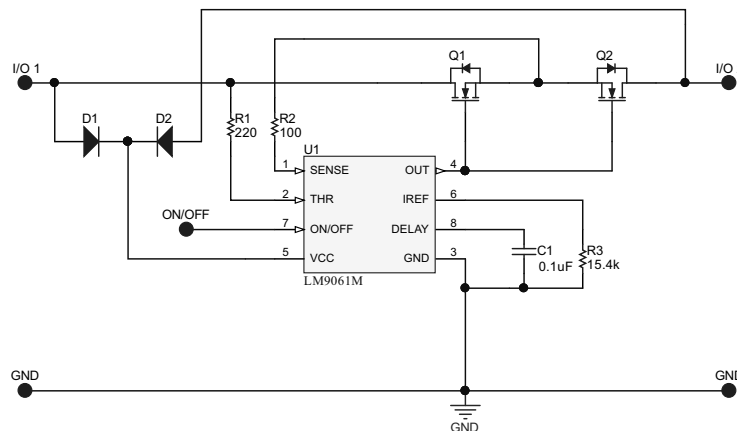 Q1
Q2
I/O 1
I/O
D1
D2
R1
220
R2
100
U1
1
SENSE
OUT
4
2
THR
IREF
6
ON/OFF
7
ON/OFF
DELAY
8
5
VCC
GND
3
LM9061M
C1
0.1uF
R3
15.4k
GND
GND
GND